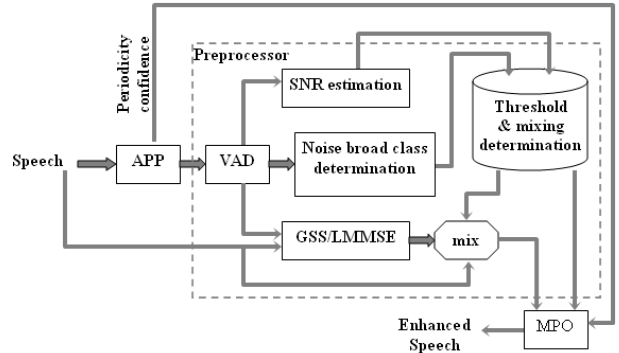 Periodicity
confidence
Preprocessor
SNR estimation
Threshold
& mixing
determination
Speech
APP
VAD
Noise broad class
determination
GSS/LMMSE
mix
Enhanced
Speech
MPO